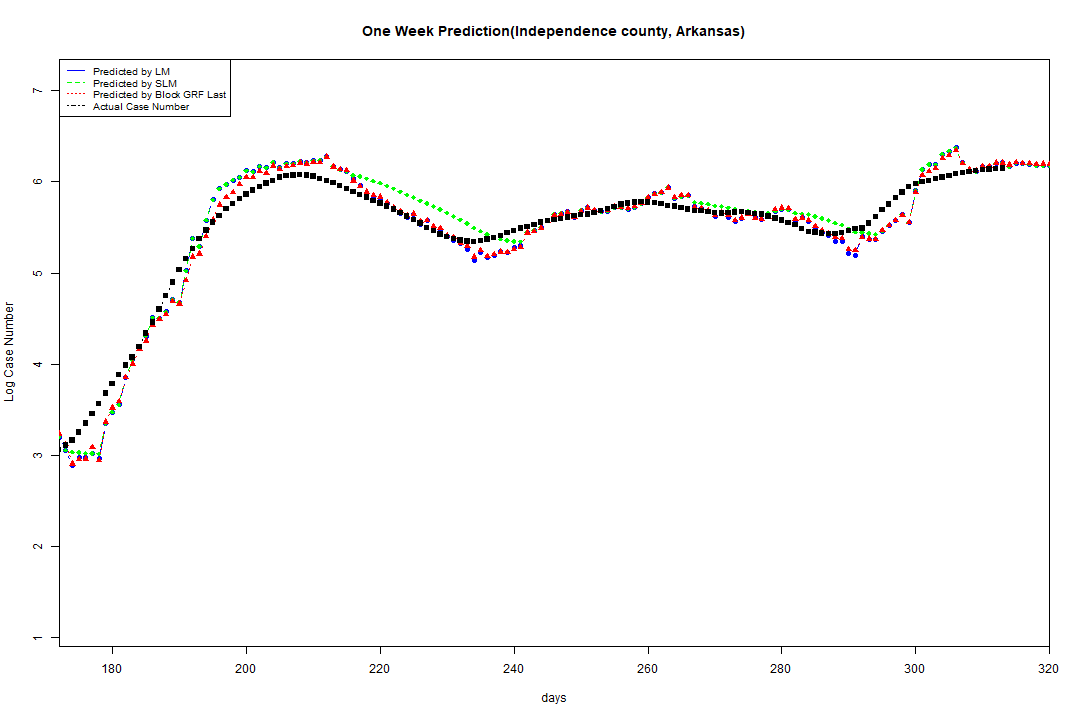 One Week Prediction(Independence county, Arkansas)
Predicted by LM
Predicted by SLM
Predicted by Block GRF Last
Actual Case Number
7
6
5
4
3
2
1
Log Case Number
180 200 220 240 260 280 300 320
days